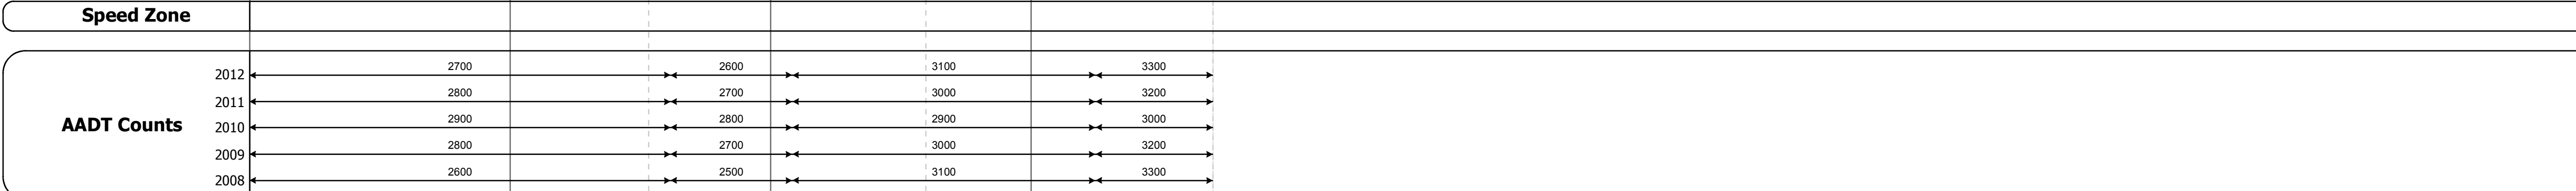 Speed Zone
2012 2700 2600 3100 3300
2011 2800 2700 3000 3200
AADT Counts
2010 2900 2800 2900 3000
2009 2800 2700 3000 3200
2008 2600 2500 3100 3300